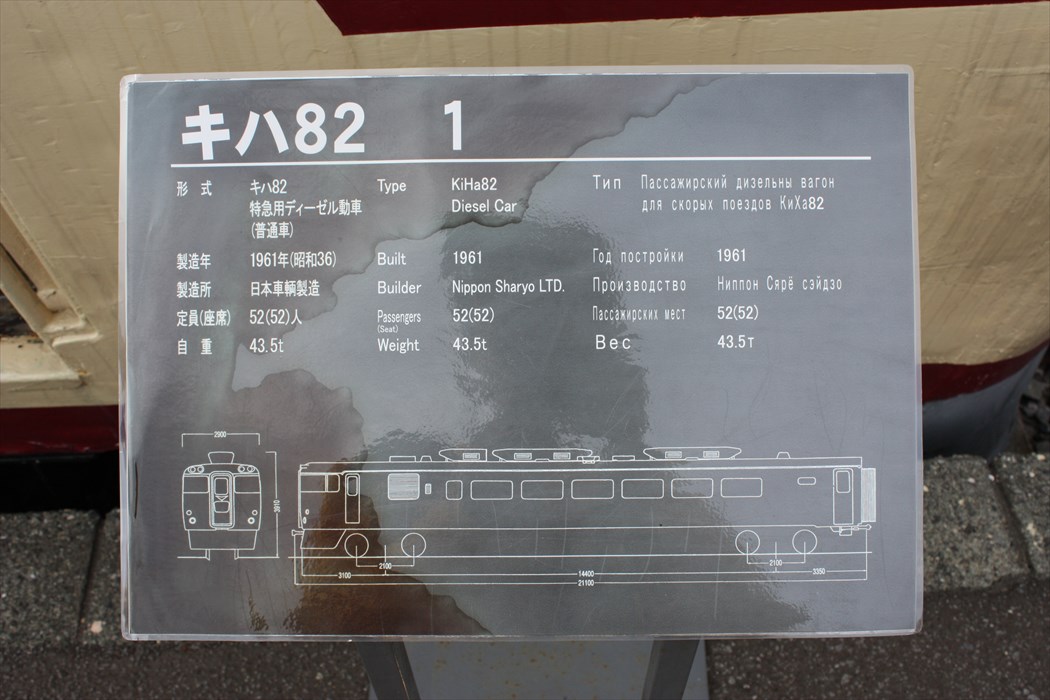 キハ82 1
形式 キハ82 Type KiHa82 Тип Пассажирский дизельны вагон
特急用ディーゼル動車 Diesel Car для скорых поездов КиХа82
(普通車)
製造年 1961年(昭和36) Built 1961 Год постройки 1961
製造所 日本車輌製造 Builder Nippon Sharyo LTD. Производство Ниппон Сярё сэйдзо
定員(座席) 52(52)人 Passengers 52(52) Пассажирских мест 52(52)
(Seat)
自重 43.5t Weight 43.5t Вес 43.5т
2900
3910
2100 2100
3100 14400 3350
21100